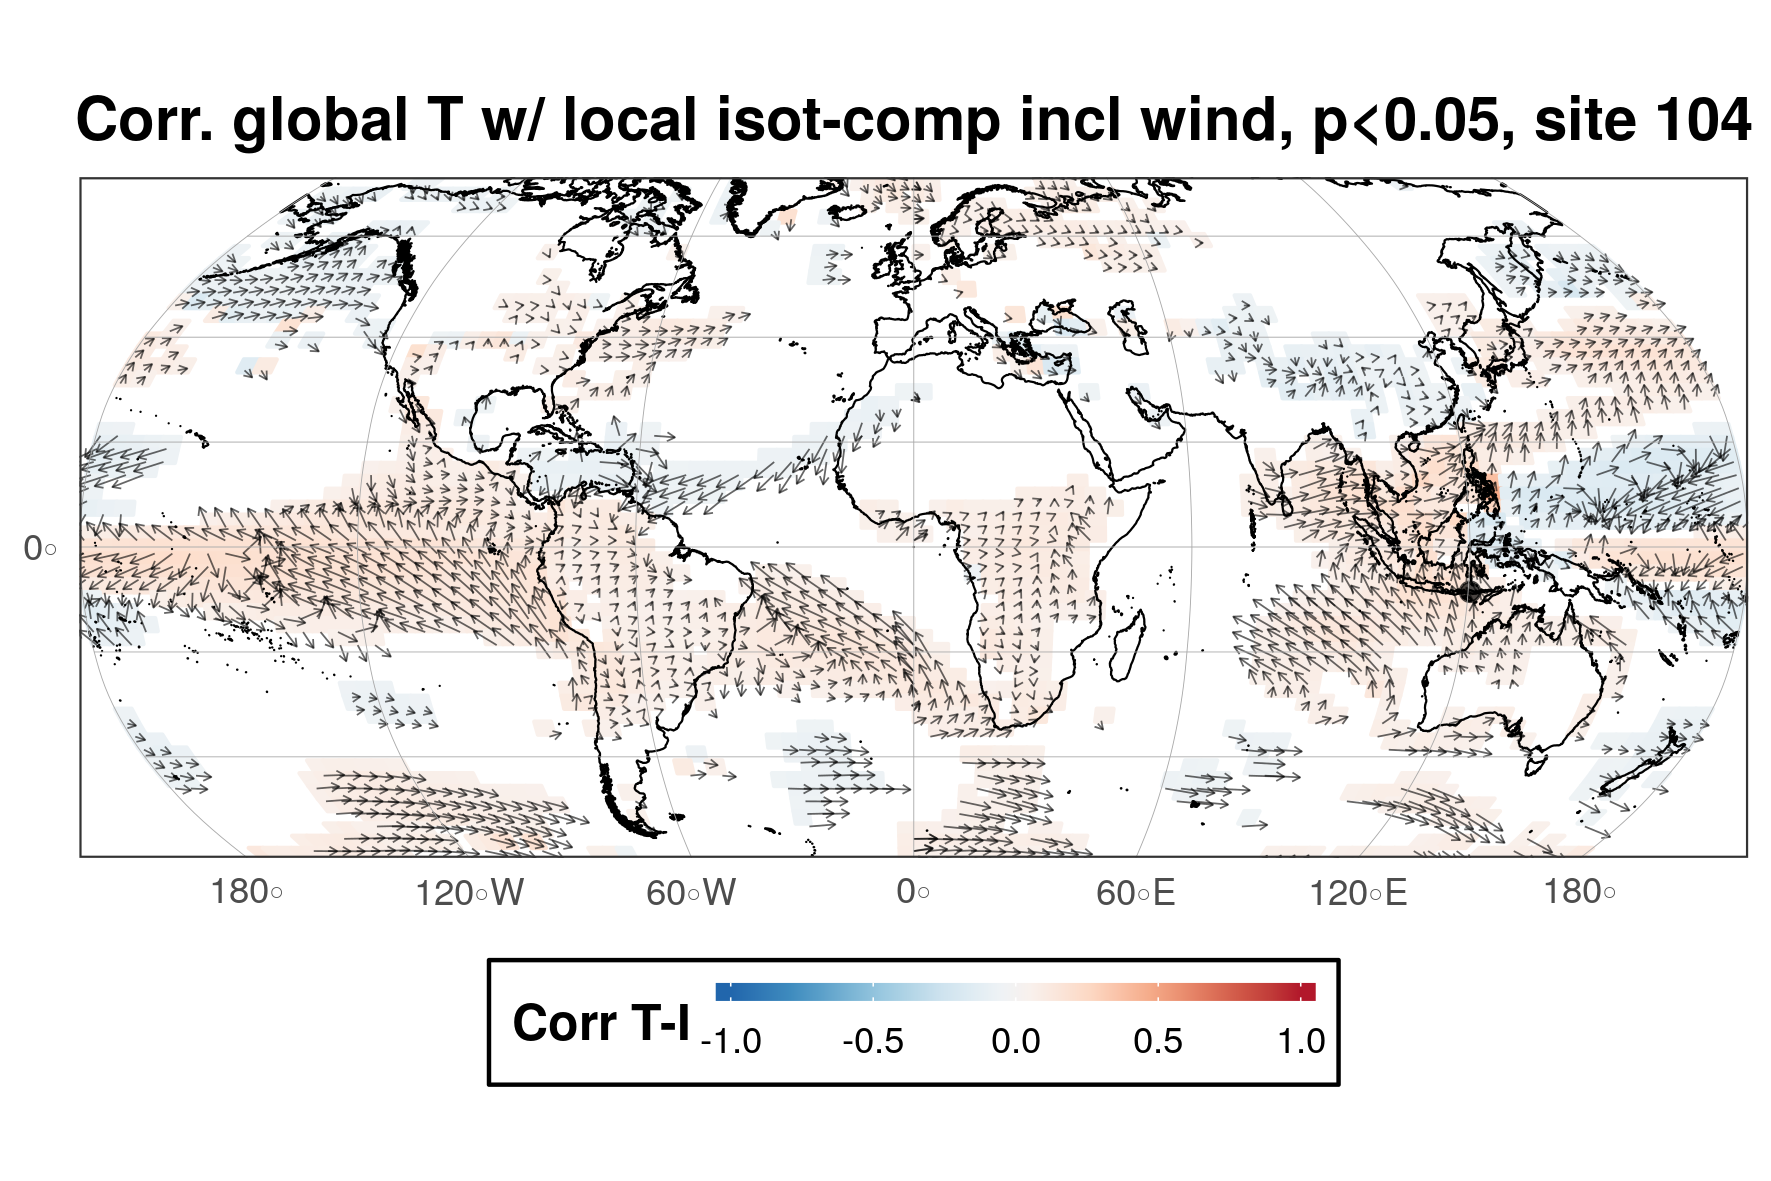 Corr. global T w/ local isot-comp incl wind, p<0.05, site 104
0°
180° 120°W 60°W 0° 60°E 120°E 180°
Corr T-I
-1.0 -0.5 0.0 0.5 1.0